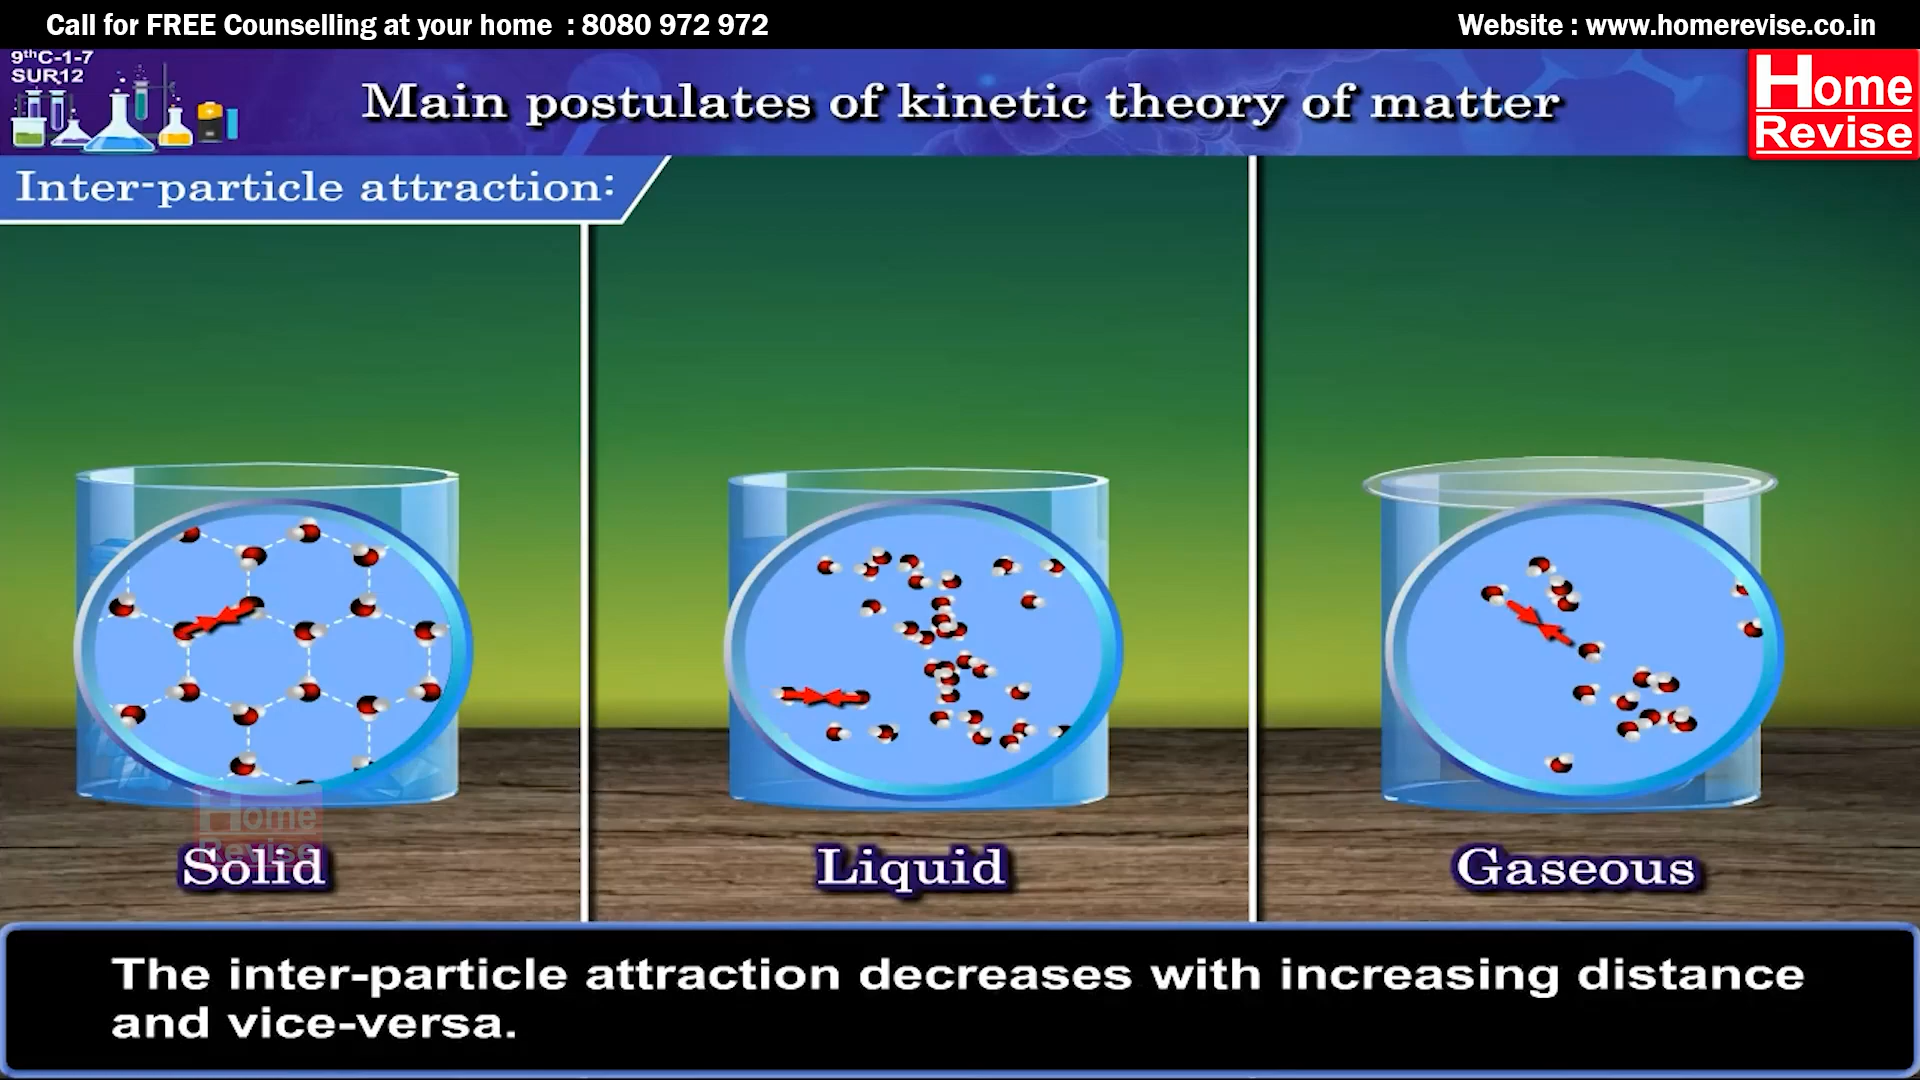 Call for FREE Counselling at your home : 8080 972 972
Website : www.homerevise.co.in
9thC-1-7
SUR12
Main postulates of kinetic theory of matter
Home
Revise
Inter-particle attraction:
Home
Revise
Solid
Liquid
Gaseous
The inter-particle attraction decreases with increasing distance
and vice-versa.